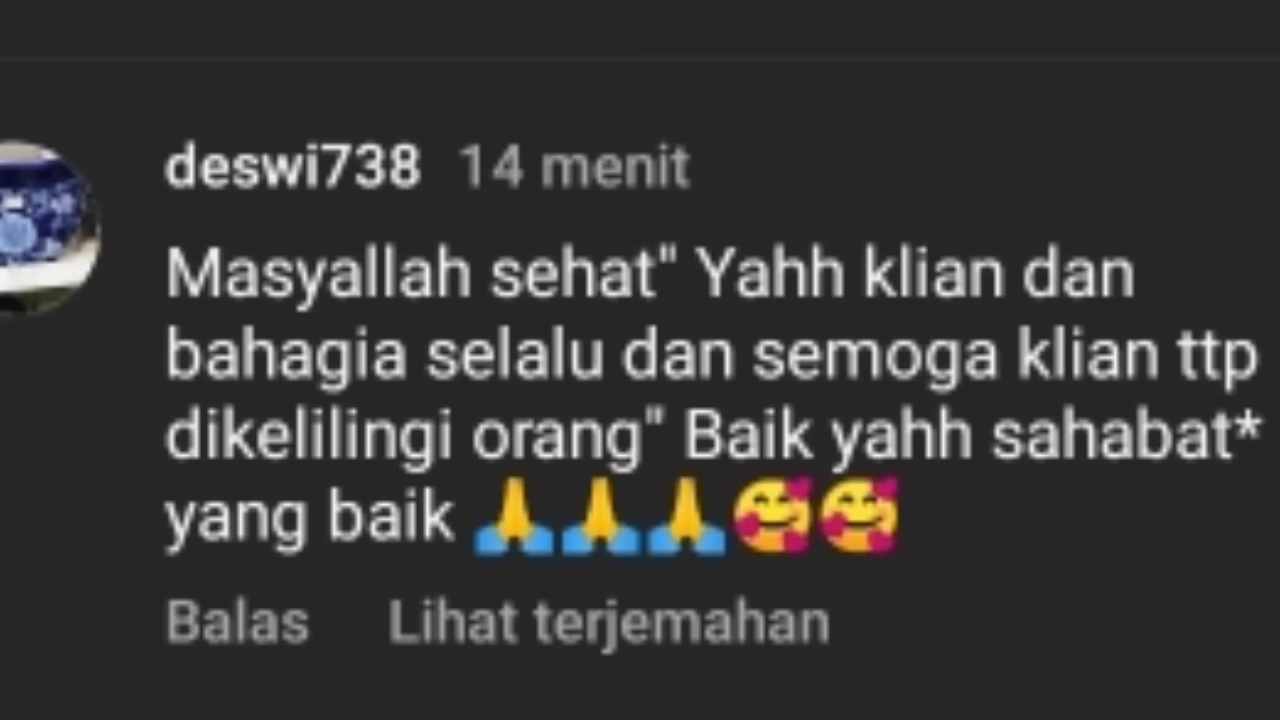 deswi738 14 menit
Masyallah sehat" Yahh klian dan
bahagia selalu dan semoga klian ttp
dikelilingi orang" Baik yahh sahabat*
yang baik 🙏🙏🙏🥰🥰
Balas Lihat terjemahan